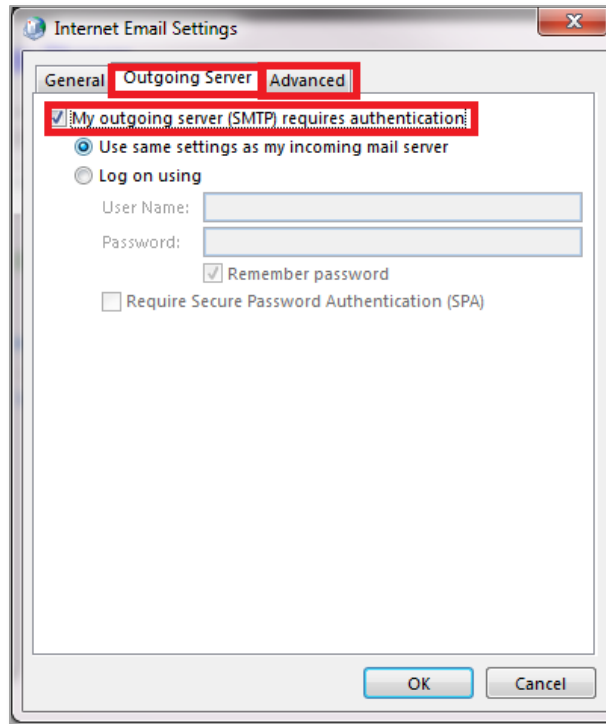 Internet Email Settings
X
General Outgoing Server Advanced
My outgoing server (SMTP) requires authentication
Use same settings as my incoming mail server
Log on using
User Name:
Password:
Remember password
Require Secure Password Authentication (SPA)
OK Cancel